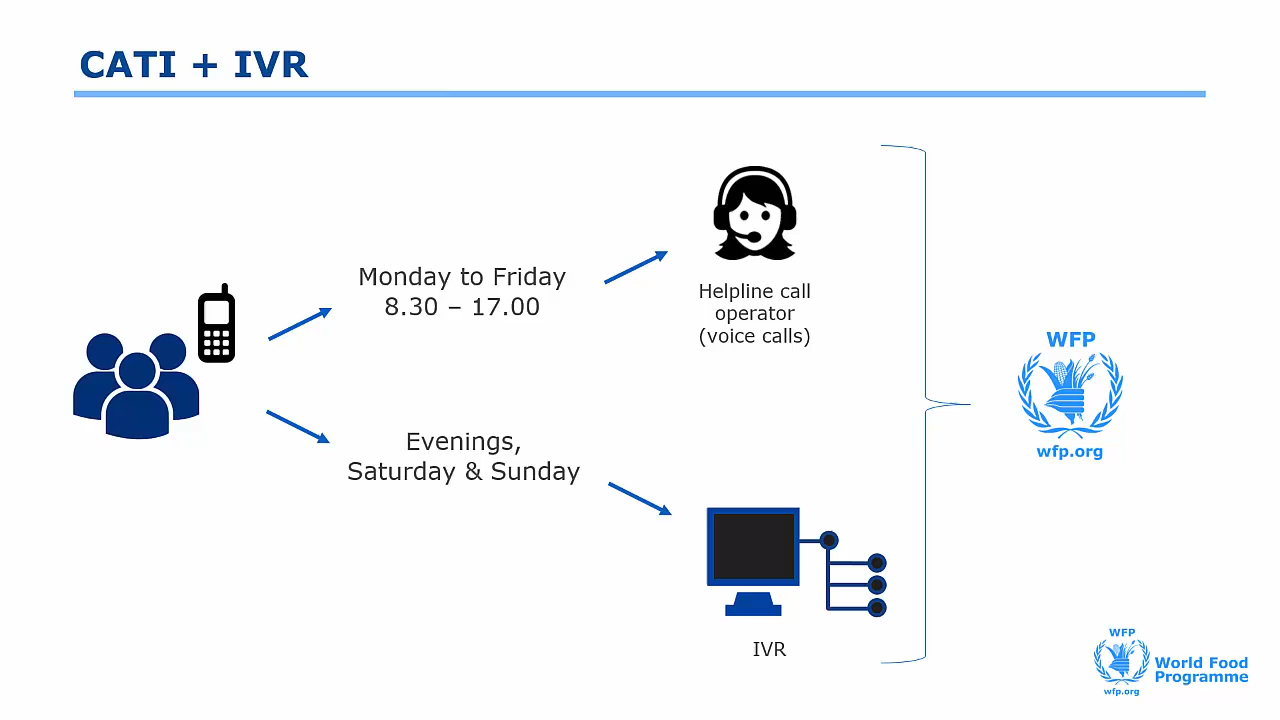 CATI + IVR
Monday to Friday
8.30 – 17.00
Helpline call
operator
(voice calls)
Evenings,
Saturday & Sunday
IVR
WFP
wfp.org
WFP
wfp.org
World Food
Programme